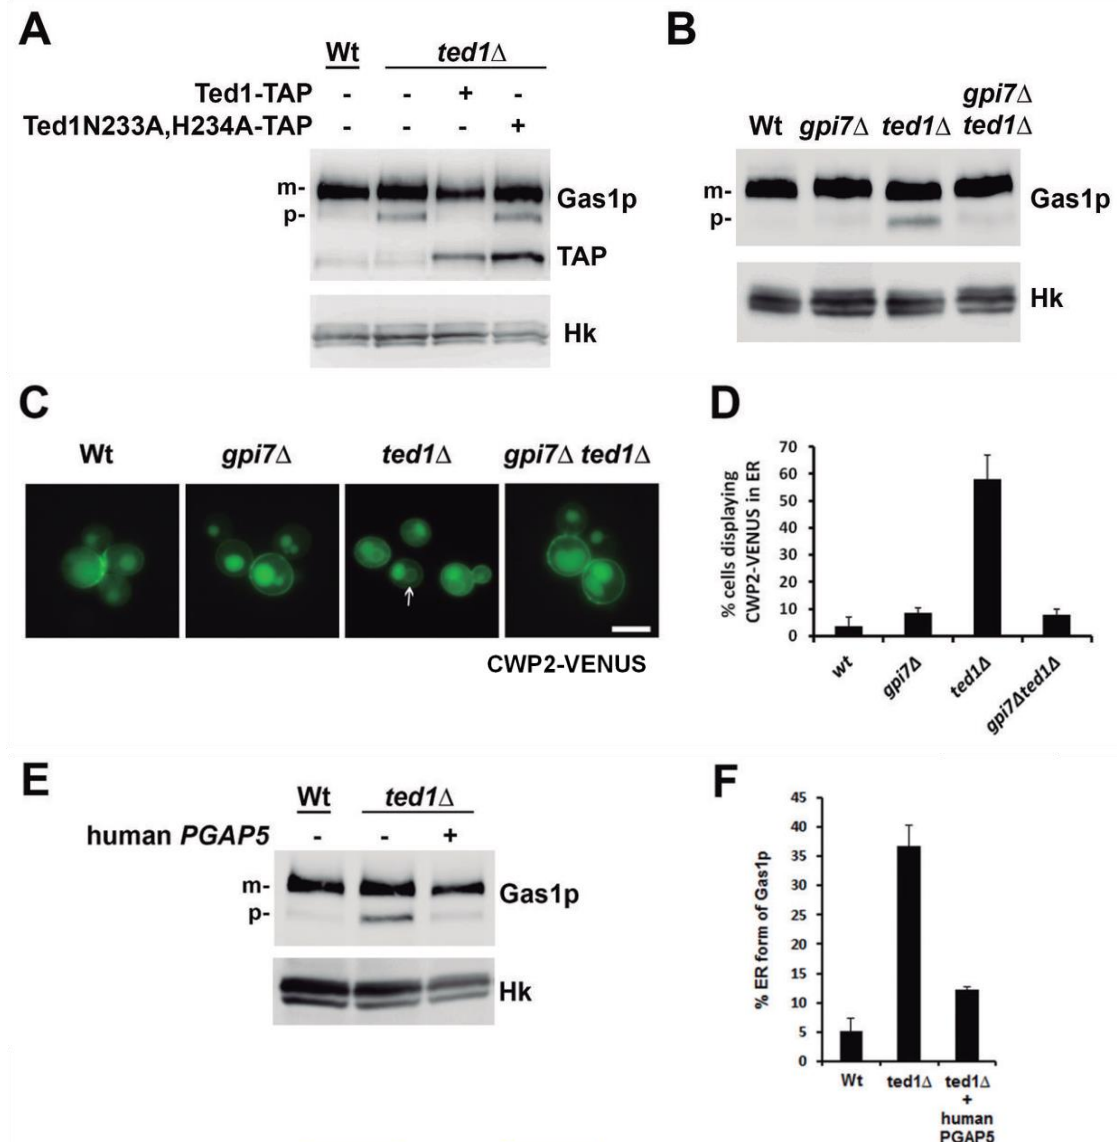 A
Wt ted1Δ
Ted1-TAP - - + -
Ted1N233A,H234A-TAP - - - +
m-
p-
Gas1p
TAP
Hk
B
gpi7Δ
Wt gpi7Δ ted1Δ ted1Δ
m-
p-
Gas1p
Hk
C
Wt gpi7Δ ted1Δ gpi7Δ ted1Δ
CWP2-VENUS
D
% cells displaying
CWP2-VENUS in ER
70
60
50
40
30
20
10
0
wt
gpi7Δ
ted1Δ
gpi7Δted1Δ
E
Wt ted1Δ
human PGAP5 - - +
m-
p-
Gas1p
Hk
F
% ER form of Gas1p
45
40
35
30
25
20
15
10
5
0
Wt ted1Δ ted1Δ
+
human
PGAP5